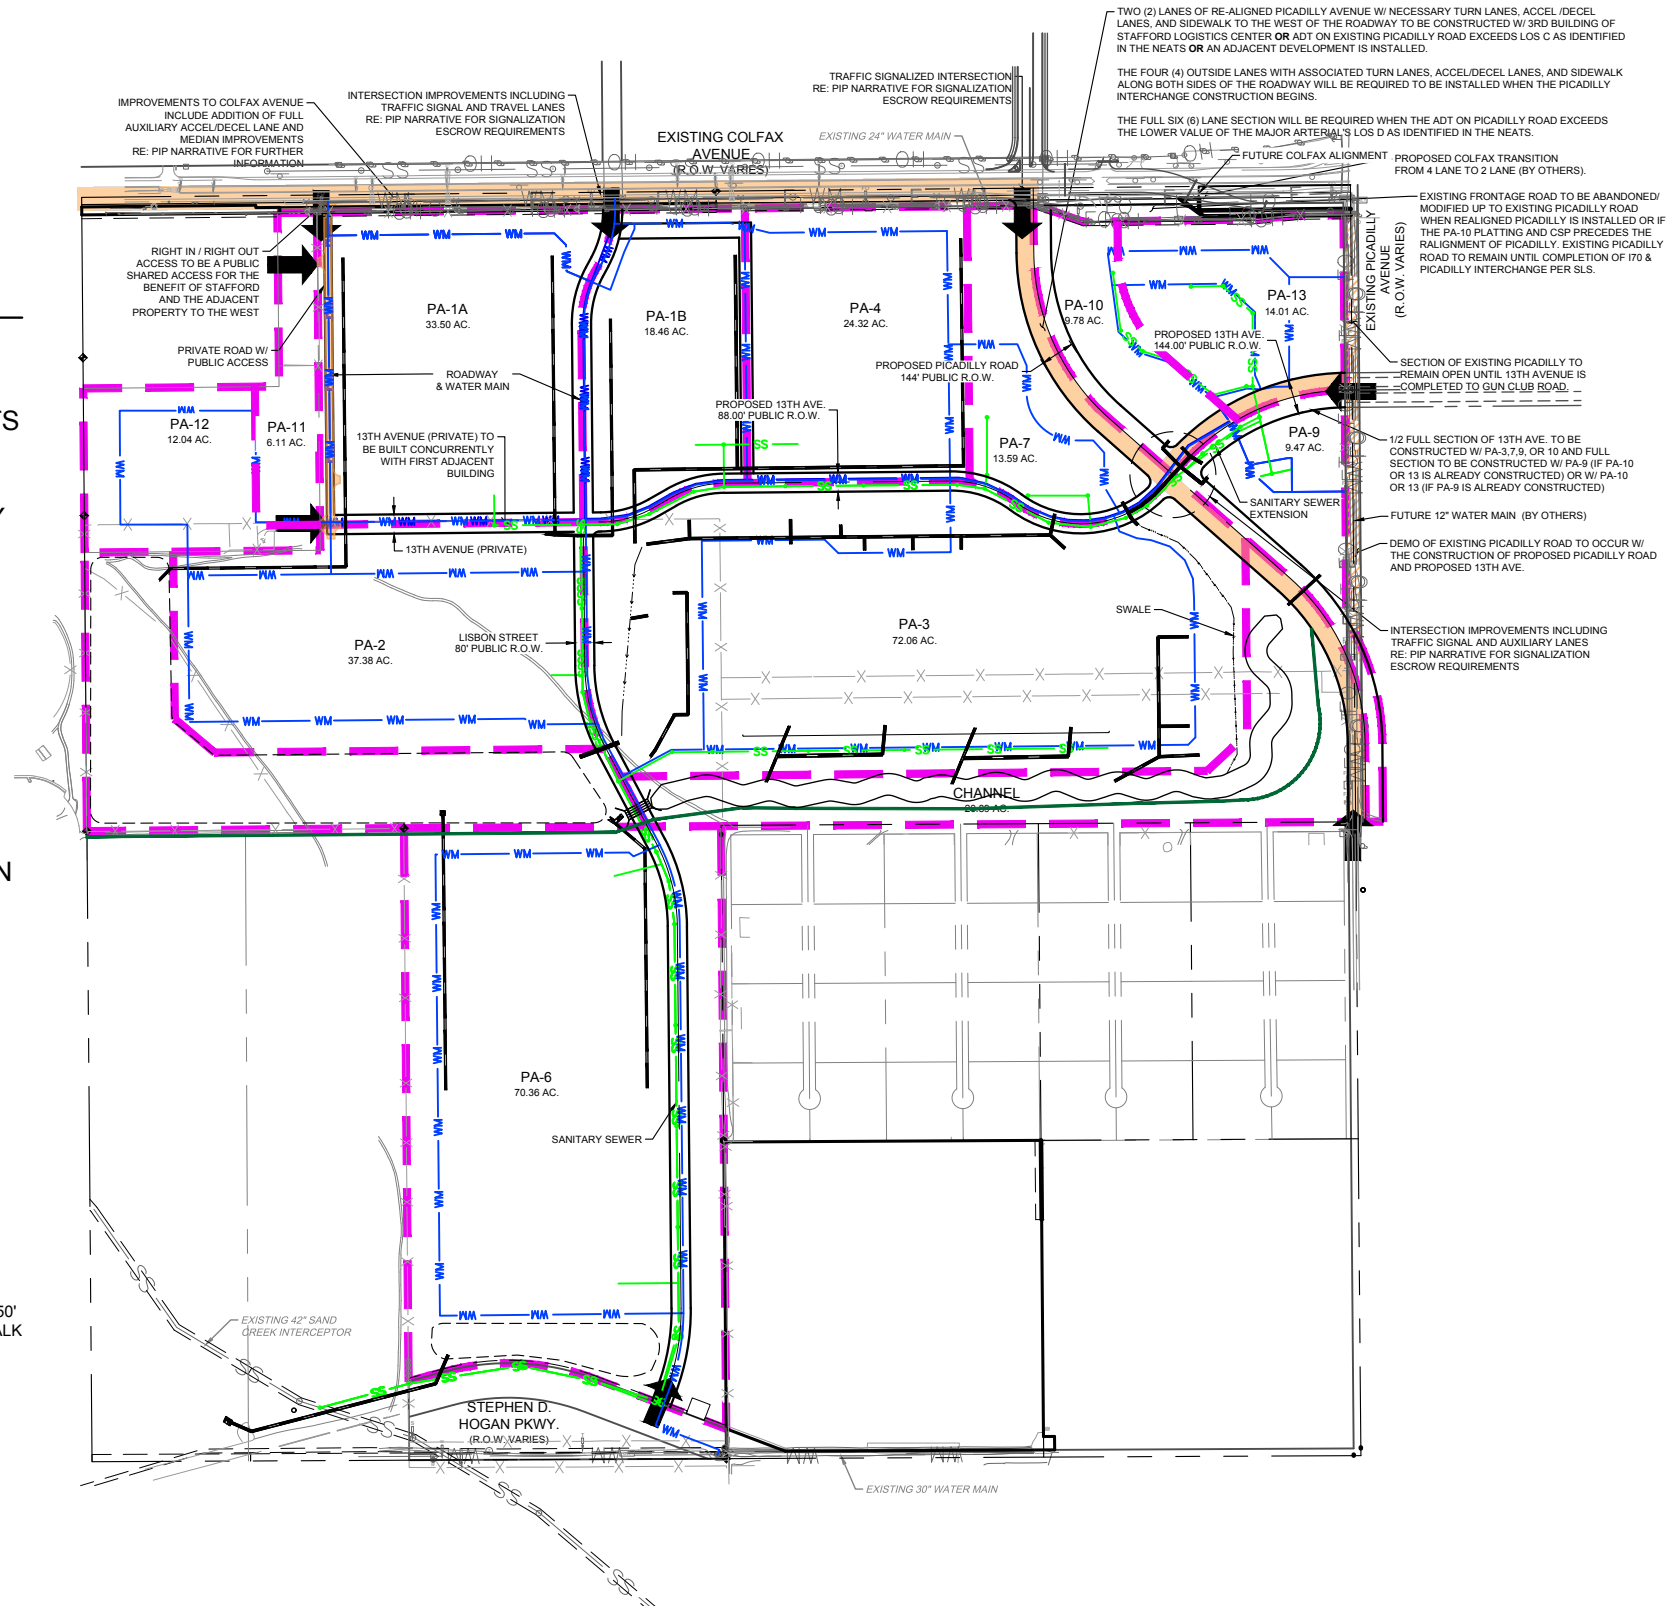 TWO (2) LANES OF RE-ALIGNED PICADILLY AVENUE W/ NECESSARY TURN LANES, ACCEL /DECEL
LANES, AND SIDEWALK TO THE WEST OF THE ROADWAY TO BE CONSTRUCTED W/ 3RD BUILDING OF
STAFFORD LOGISTICS CENTER OR ADT ON EXISTING PICADILLY ROAD EXCEEDS LOS C AS IDENTIFIED
IN THE NEATS OR AN ADJACENT DEVELOPMENT IS INSTALLED.
THE FOUR (4) OUTSIDE LANES WITH ASSOCIATED TURN LANES, ACCEL/DECEL LANES, AND SIDEWALK
ALONG BOTH SIDES OF THE ROADWAY WILL BE REQUIRED TO BE INSTALLED WHEN THE PICADILLY
INTERCHANGE CONSTRUCTION BEGINS.
THE FULL SIX (6) LANE SECTION WILL BE REQUIRED WHEN THE ADT ON PICADILLY ROAD EXCEEDS
THE LOWER VALUE OF THE MAJOR ARTERIAL'S LOS D AS IDENTIFIED IN THE NEATS.
TRAFFIC SIGNALIZED INTERSECTION
RE: PIP NARRATIVE FOR SIGNALIZATION
ESCROW REQUIREMENTS
INTERSECTION IMPROVEMENTS INCLUDING
TRAFFIC SIGNAL AND TRAVEL LANES
RE: PIP NARRATIVE FOR SIGNALIZATION
ESCROW REQUIREMENTS
IMPROVEMENTS TO COLFAX AVENUE
INCLUDE ADDITION OF FULL
AUXILIARY ACCEL/DECEL LANE AND
MEDIAN IMPROVEMENTS
RE: PIP NARRATIVE FOR FURTHER
INFORMATION
EXISTING COLFAX
AVENUE
(R.O.W. VARIES)
EXISTING 24" WATER MAIN
FUTURE COLFAX ALIGNMENT
PROPOSED COLFAX TRANSITION
FROM 4 LANE TO 2 LANE (BY OTHERS).
EXISTING FRONTAGE ROAD TO BE ABANDONED/
MODIFIED UP TO EXISTING PICADILLY ROAD
WHEN REALIGNED PICADILLY IS INSTALLED OR IF
THE PA-10 PLATTING AND CSP PRECEDES THE
RALIGNMENT OF PICADILLY. EXISTING PICADILLY
ROAD TO REMAIN UNTIL COMPLETION OF I70 &
PICADILLY INTERCHANGE PER SLS.
EXISTING PICADILLY
AVENUE
(R.O.W. VARIES)
RIGHT IN / RIGHT OUT
ACCESS TO BE A PUBLIC
SHARED ACCESS FOR THE
BENEFIT OF STAFFORD
AND THE ADJACENT
PROPERTY TO THE WEST
PRIVATE ROAD W/
PUBLIC ACCESS
PA-1A
33.50 AC.
PA-1B
18.46 AC.
PA-4
24.32 AC.
PA-10
9.78 AC.
PA-13
14.01 AC.
ROADWAY
& WATER MAIN
PROPOSED PICADILLY ROAD
144' PUBLIC R.O.W.
PROPOSED 13TH AVE.
144.00' PUBLIC R.O.W.
SECTION OF EXISTING PICADILLY TO
REMAIN OPEN UNTIL 13TH AVENUE IS
COMPLETED TO GUN CLUB ROAD.
PROPOSED 13TH AVE.
88.00' PUBLIC R.O.W.
TS
PA-12
12.04 AC.
PA-11
6.11 AC.
13TH AVENUE (PRIVATE) TO
BE BUILT CONCURRENTLY
WITH FIRST ADJACENT
BUILDING
PA-7
13.59 AC.
PA-9
9.47 AC.
1/2 FULL SECTION OF 13TH AVE. TO BE
CONSTRUCTED W/ PA-3,7,9, OR 10 AND FULL
SECTION TO BE CONSTRUCTED W/ PA-9 (IF PA-10
OR 13 IS ALREADY CONSTRUCTED) OR W/ PA-10
OR 13 (IF PA-9 IS ALREADY CONSTRUCTED)
SANITARY SEWER
EXTENSION
FUTURE 12" WATER MAIN (BY OTHERS)
Y
13TH AVENUE (PRIVATE)
DEMO OF EXISTING PICADILLY ROAD TO OCCUR W/
THE CONSTRUCTION OF PROPOSED PICADILLY ROAD
AND PROPOSED 13TH AVE.
SWALE
PA-3
72.06 AC.
LISBON STREET
80' PUBLIC R.O.W.
PA-2
37.38 AC.
INTERSECTION IMPROVEMENTS INCLUDING
TRAFFIC SIGNAL AND AUXILIARY LANES
RE: PIP NARRATIVE FOR SIGNALIZATION
ESCROW REQUIREMENTS
CHANNEL
N
PA-6
70.36 AC.
SANITARY SEWER
50'
ALK
EXISTING 42" SAND
CREEK INTERCEPTOR
STEPHEN D.
HOGAN PKWY.
(R.O.W. VARIES)
EXISTING 30" WATER MAIN